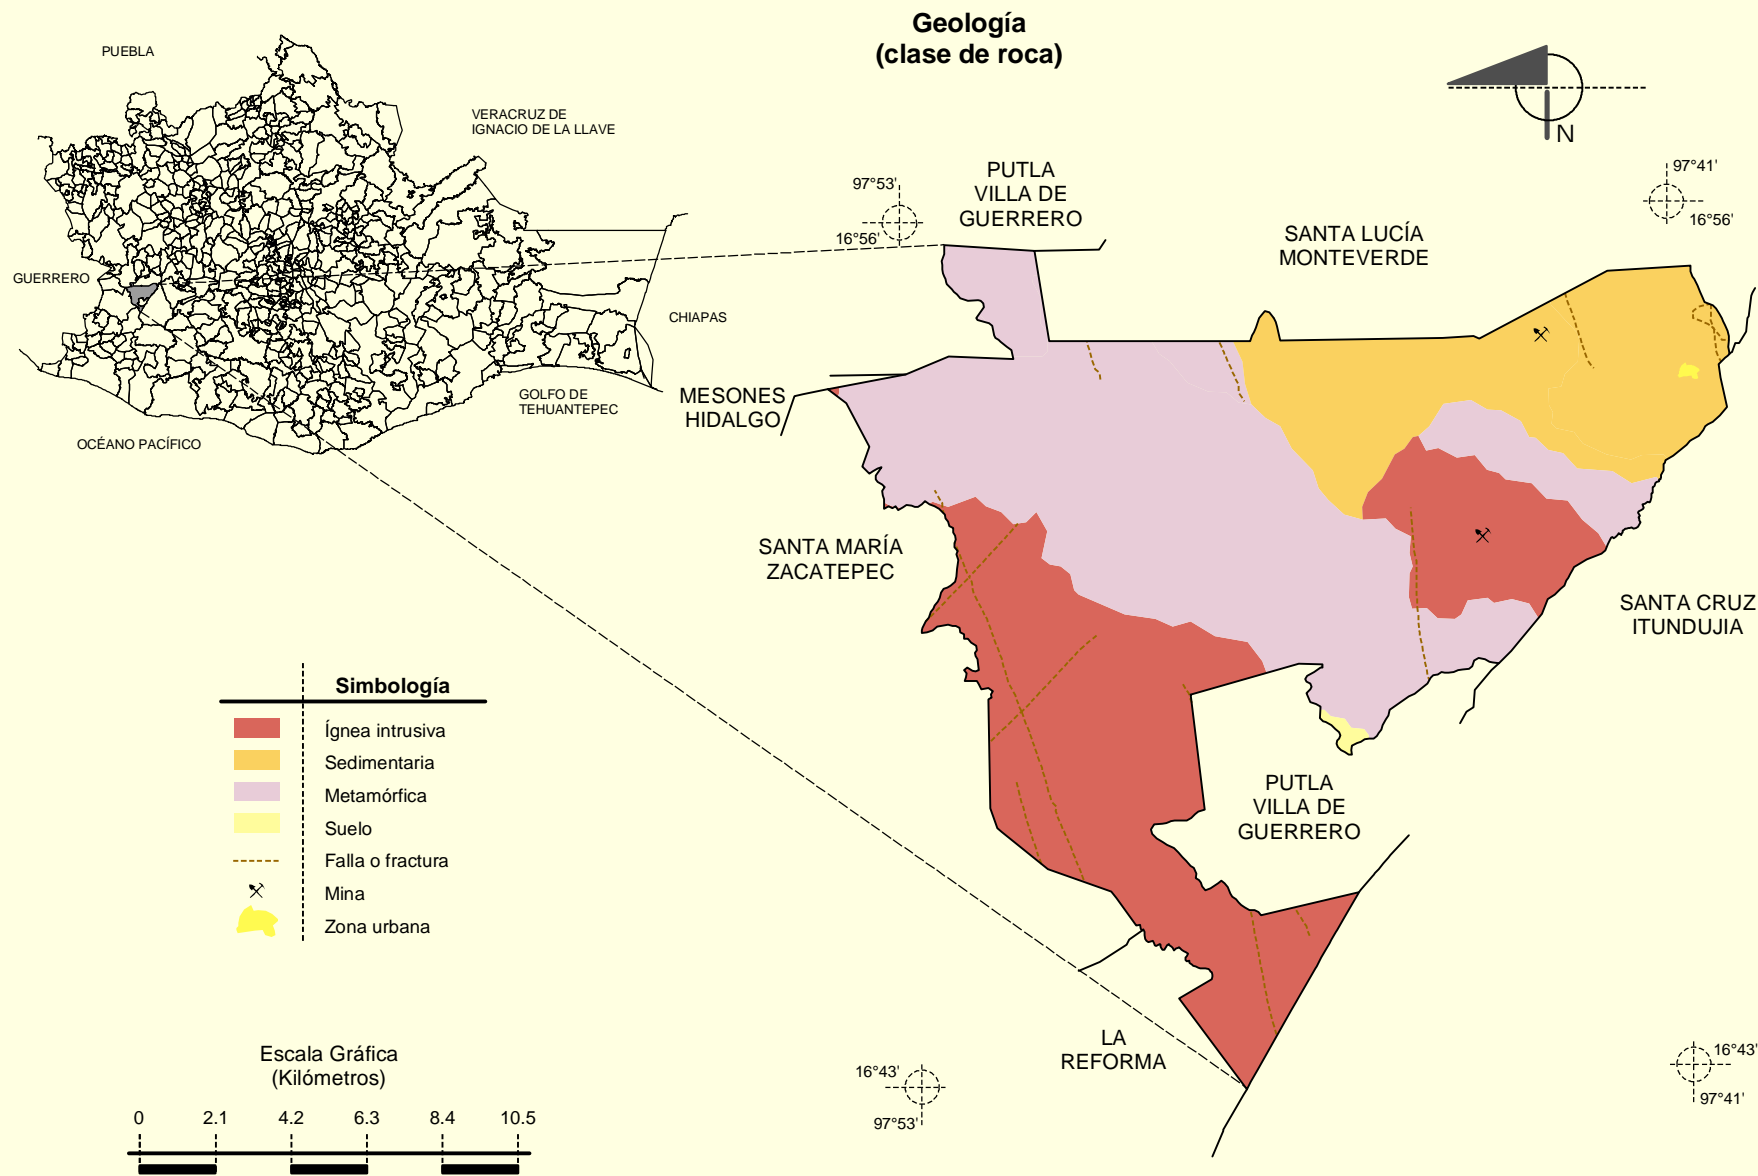 Geología
(clase de roca)
PUEBLA
VERACRUZ DE
IGNACIO DE LA LLAVE
GUERRERO
CHIAPAS
GOLFO DE
TEHUANTEPEC
OCÉANO PACÍFICO
N
97°53'
16°56'
97°41'
16°56'
PUTLA
VILLA DE
GUERRERO
SANTA LUCÍA
MONTEVERDE
MESONES
HIDALGO
SANTA MARÍA
ZACATEPEC
SANTA CRUZ
ITUNDUJIA
PUTLA
VILLA DE
GUERRERO
LA
REFORMA
16°43'
97°53'
16°43'
97°41'
Simbología
Ígnea intrusiva
Sedimentaria
Metamórfica
Suelo
Falla o fractura
Mina
Zona urbana
Escala Gráfica
(Kilómetros)
0 2.1 4.2 6.3 8.4 10.5